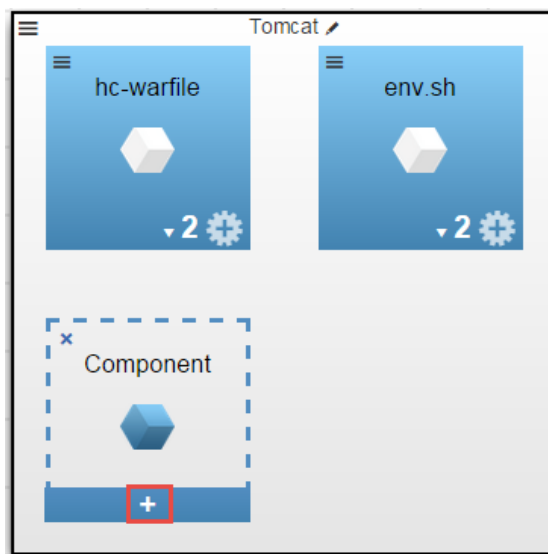 Tomcat
hc-warfile
env.sh
2
2
Component